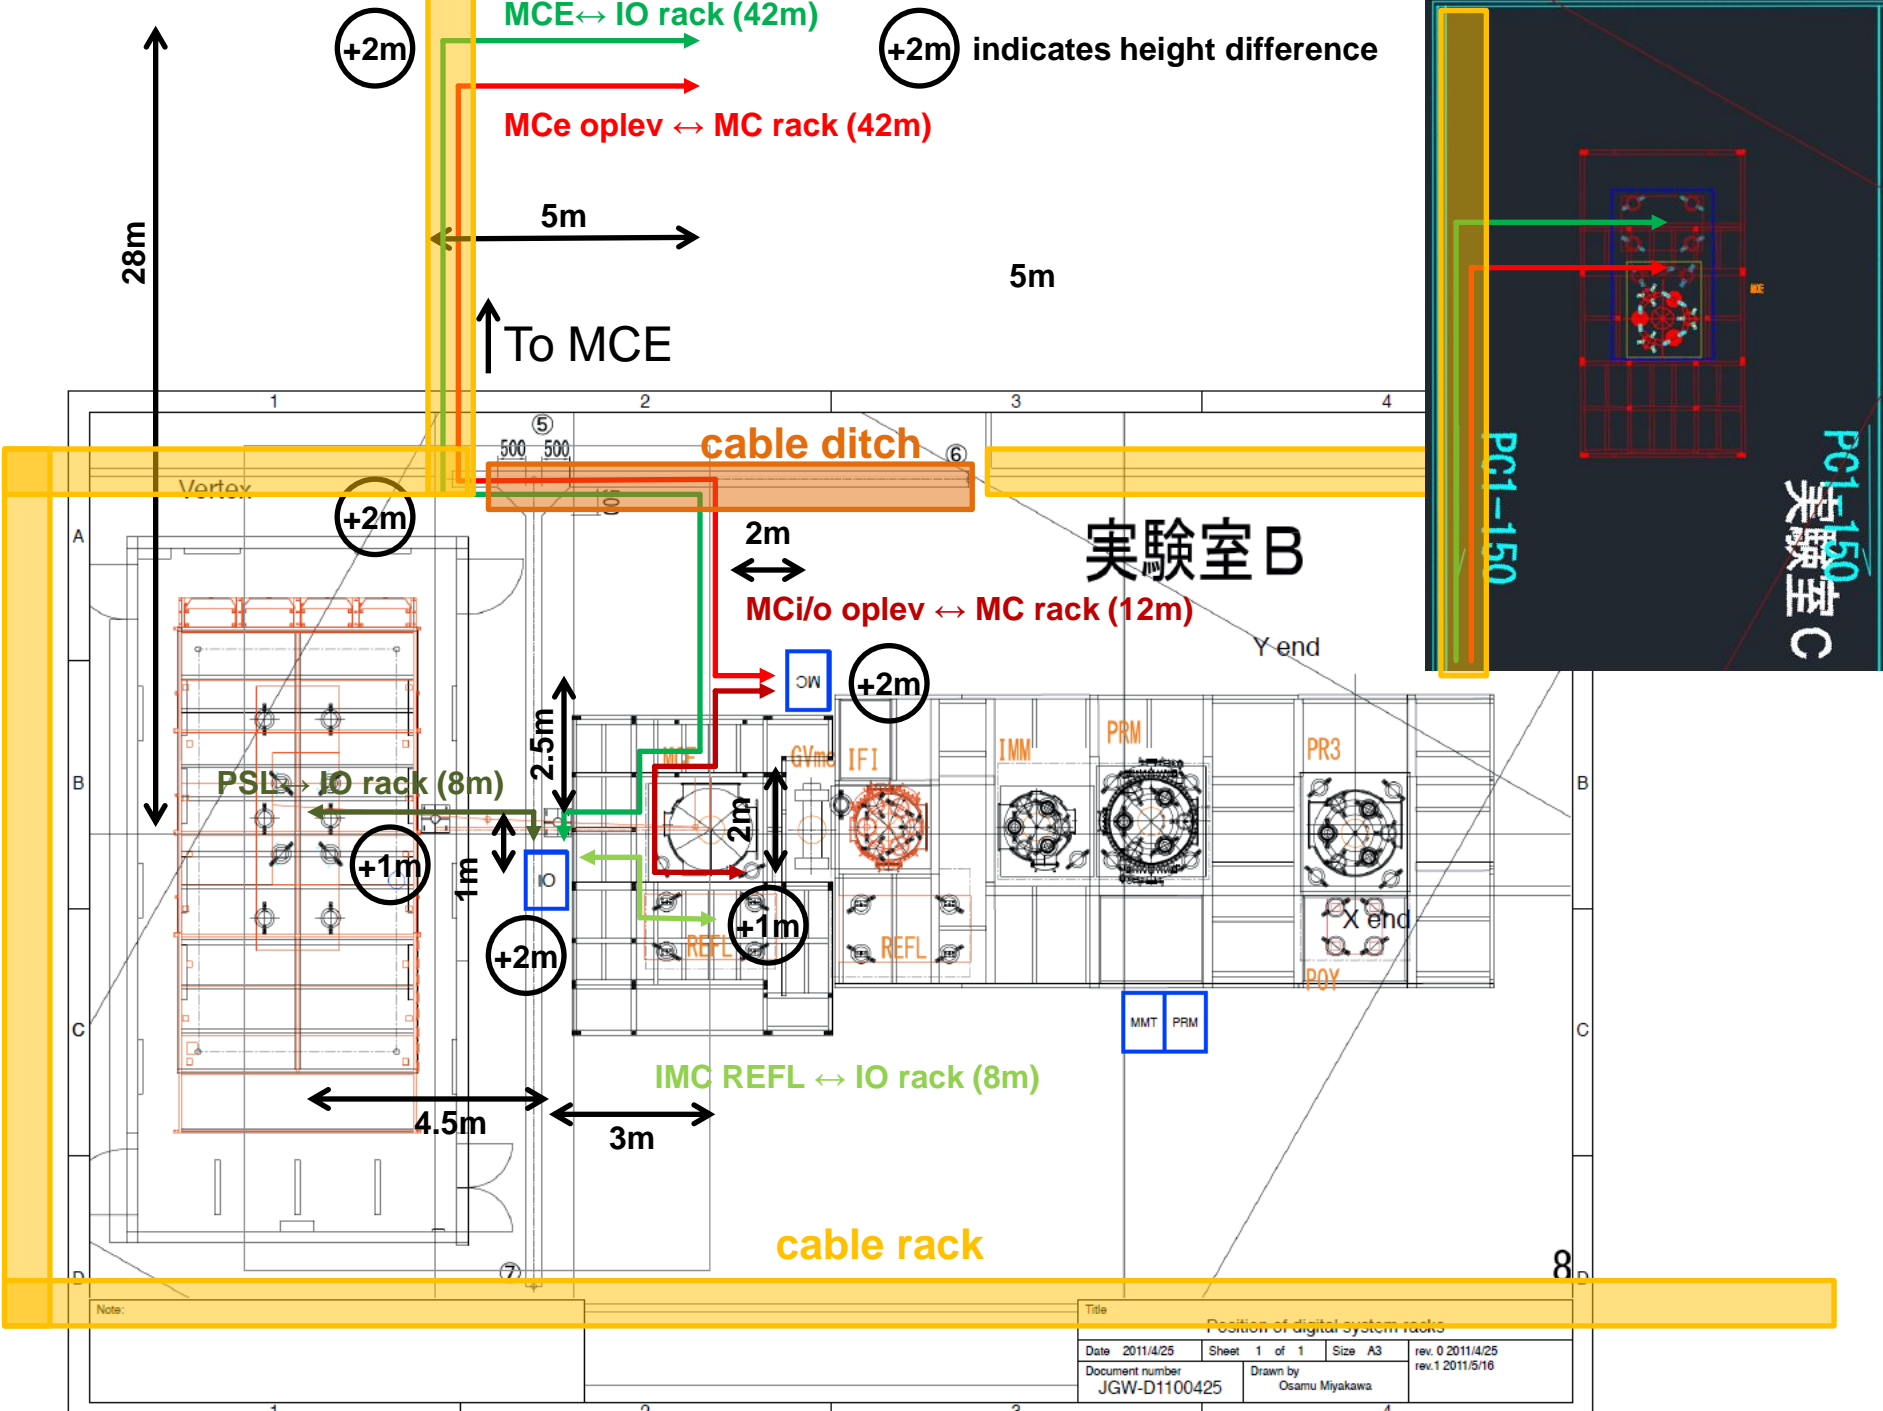 MCE↔ IO rack (42m)
+2m
+2m indicates height difference
MCe oplev ↔ MC rack (42m)
28m
5m
5m
To MCE
MCE
PC1-150
PC1-150
実験室C
1
2
3
4
⑤
500
500
cable ditch
⑥
Vertex
+2m
A
2m
実験室B
MCi/o oplev ↔ MC rack (12m)
Y end
MC
+2m
2.5m
MCF
GVmc
IFI
IMM
PRM
PR3
B
B
PSL↔ IO rack (8m)
2m
+1m
1m
IO
+1m
+2m
REFL
REFL
X end
POY
C
C
MMT
PRM
IMC REFL ↔ IO rack (8m)
4.5m
3m
cable rack
8
⑦
D
D
Note:
Title
Position of digital system racks
Date 2011/4/25
Sheet 1 of 1
Size A3
rev. 0 2011/4/25
rev.1 2011/5/16
Document number
JGW-D1100425
Drawn by
Osamu Miyakawa
1
2
3
4